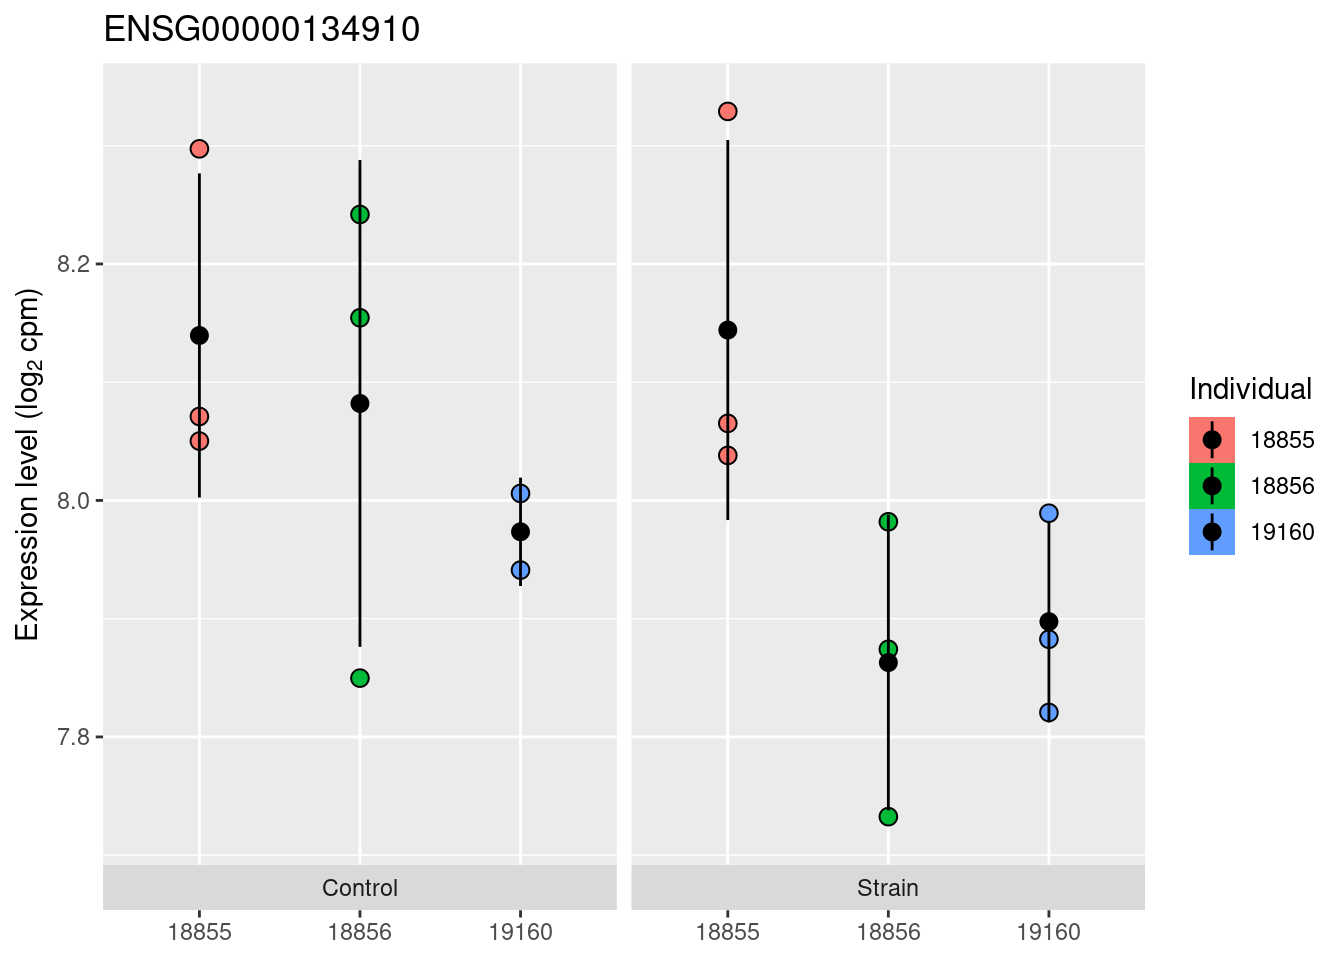 ENSG00000134910
Expression level (log₂ cpm)
8.2
8.0
7.8
Control
Strain
18855
18856
19160
18855
18856
19160
Individual
18855
18856
19160